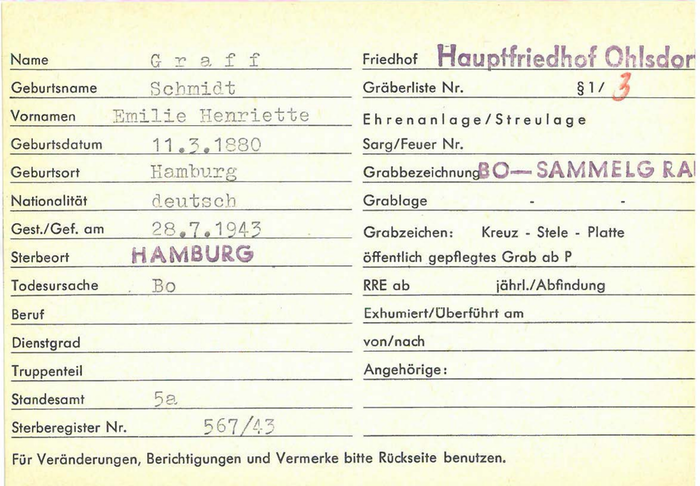 Name G r a f f
Geburtsname Schmidt
Vornamen Emilie Henriette
Geburtsdatum 11.3.1880
Geburtsort Hamburg
Nationalität deutsch
Gest./Gef. am 28.7.1943
Sterbeort HAMBURG
Todesursache Bo
Beruf
Dienstgrad
Truppenteil
Standesamt 5a
Sterberegister Nr. 567/43
Friedhof Hauptfriedhof Ohlsdor
Gräberliste Nr. §1/ 3
Ehrenanlage/Streulage
Sarg/Feuer Nr.
Grabbezeichnung BO—SAMMELG RA
Grablage - -
Grabzeichen: Kreuz - Stele - Platte
öffentlich gepflegtes Grab ab P
RRE ab jährl./Abfindung
Exhumiert/Überführt am
von/nach
Angehörige:
Für Veränderungen, Berichtigungen und Vermerke bitte Rückseite benutzen.